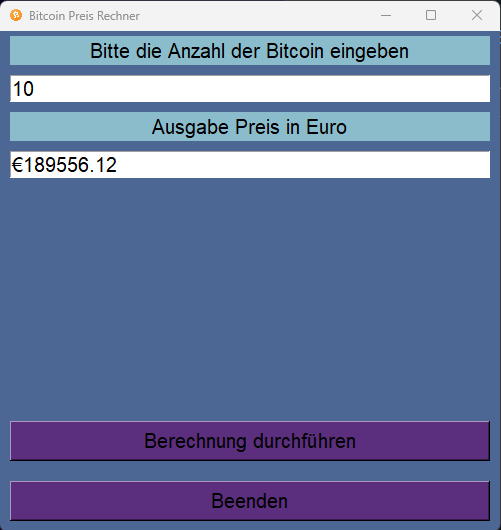 Bitcoin Preis Rechner
Bitte die Anzahl der Bitcoin eingeben
10
Ausgabe Preis in Euro
€189556.12
Berechnung durchführen
Beenden